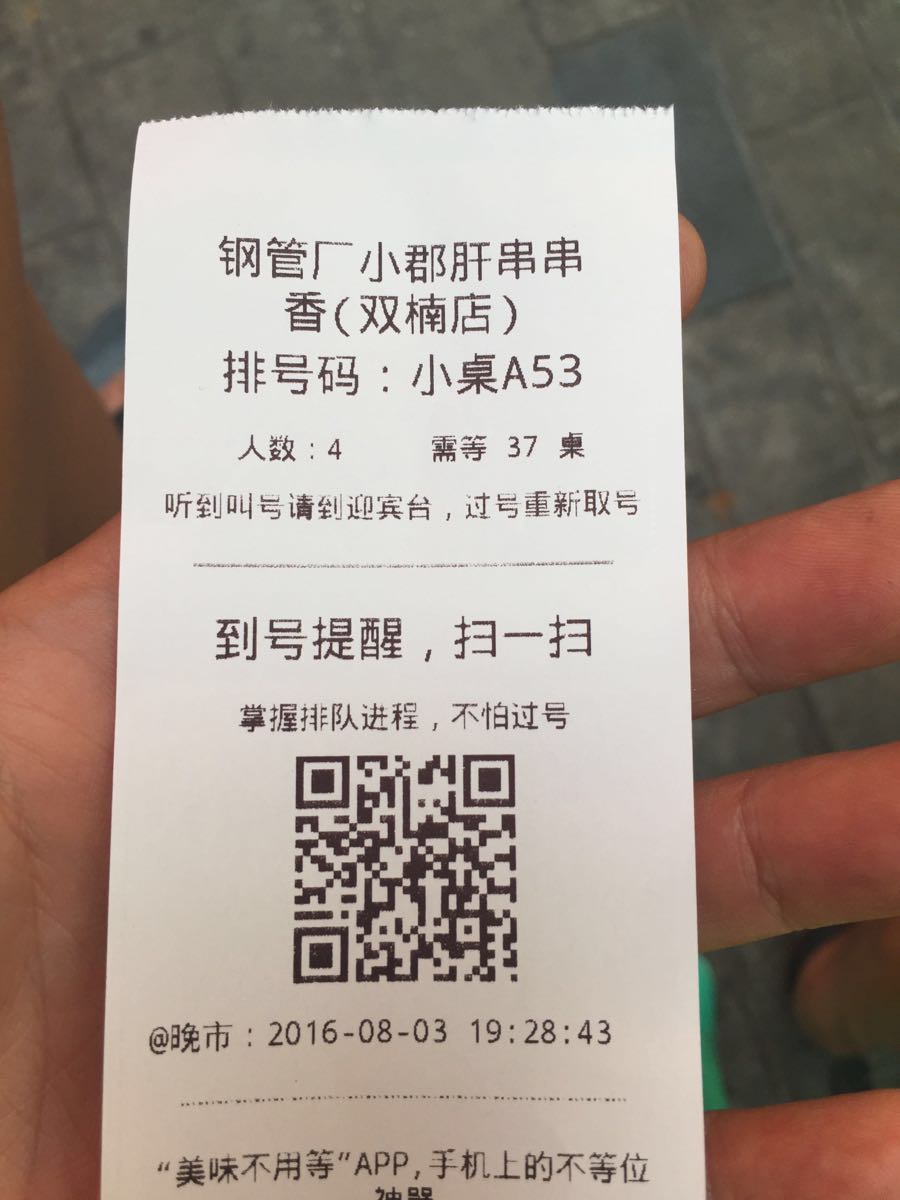 钢管厂小郡肝串串
香(双楠店)
排号码：小桌A53
人数：4 需等 37 桌
听到叫号请到迎宾台，过号重新取号
到号提醒，扫一扫
掌握排队进程，不怕过号
@晚市：2016-08-03 19:28:43
“美味不用等”APP,手机上的不等位
神器